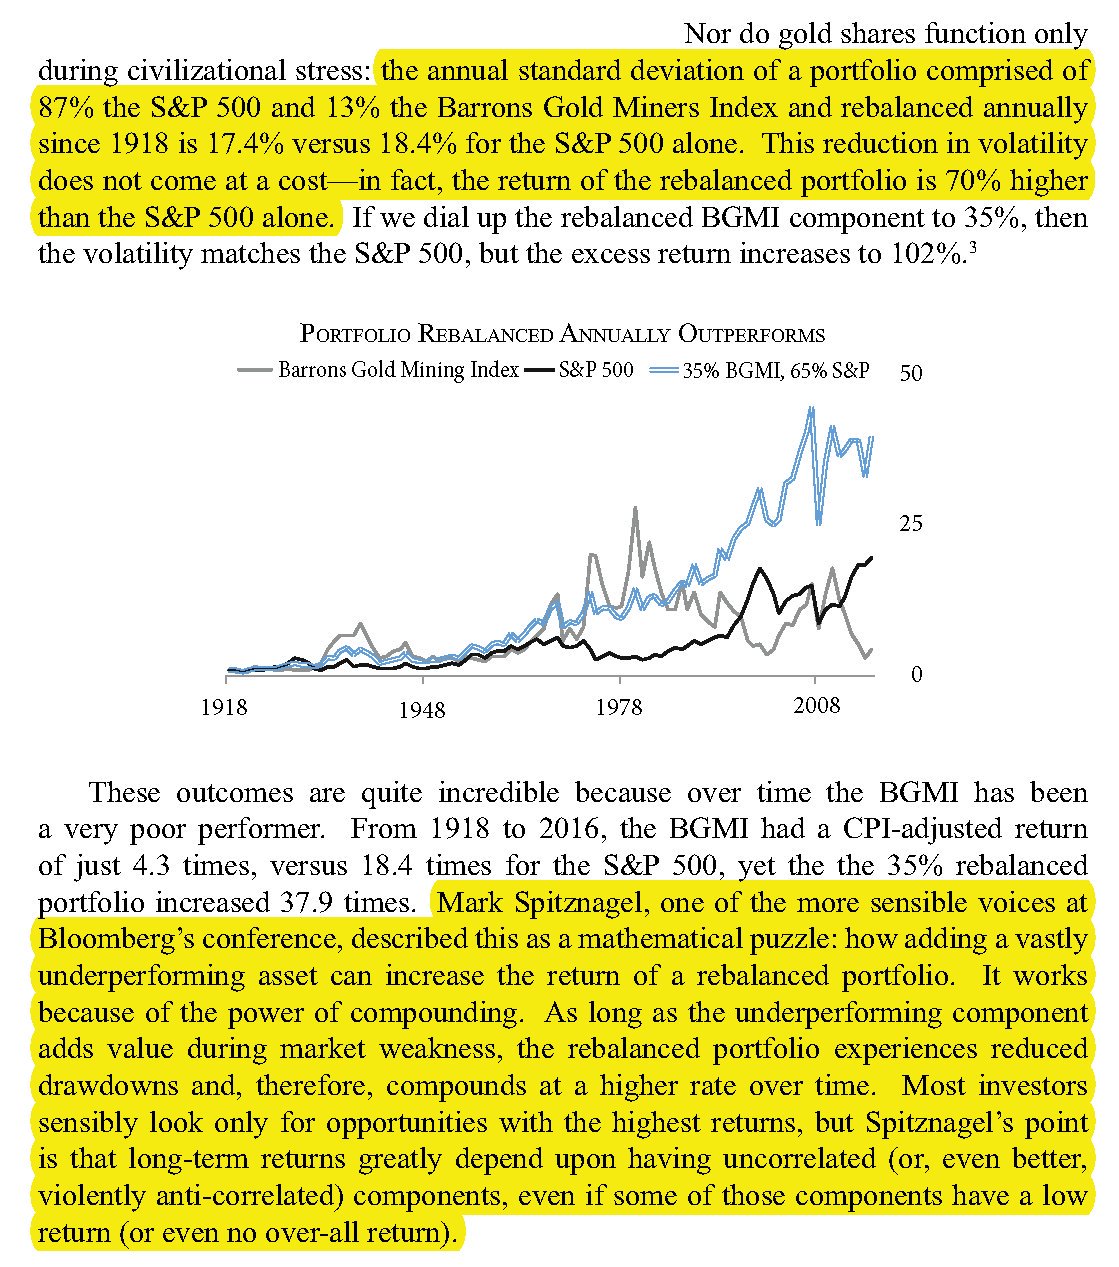 Nor do gold shares function only
during civilizational stress: the annual standard deviation of a portfolio comprised of
87% the S&P 500 and 13% the Barrons Gold Miners Index and rebalanced annually
since 1918 is 17.4% versus 18.4% for the S&P 500 alone.  This reduction in volatility
does not come at a cost—in fact, the return of the rebalanced portfolio is 70% higher
than the S&P 500 alone.  If we dial up the rebalanced BGMI component to 35%, then
the volatility matches the S&P 500, but the excess return increases to 102%.³
Portfolio Rebalanced Annually Outperforms
Barrons Gold Mining Index S&P 500 35% BGMI, 65% S&P 50
25
0
1918 1948 1978 2008
These outcomes are quite incredible because over time the BGMI has been
a very poor performer.  From 1918 to 2016, the BGMI had a CPI-adjusted return
of just 4.3 times, versus 18.4 times for the S&P 500, yet the the 35% rebalanced
portfolio increased 37.9 times.  Mark Spitznagel, one of the more sensible voices at
Bloomberg’s conference, described this as a mathematical puzzle: how adding a vastly
underperforming asset can increase the return of a rebalanced portfolio.  It works
because of the power of compounding.  As long as the underperforming component
adds value during market weakness, the rebalanced portfolio experiences reduced
drawdowns and, therefore, compounds at a higher rate over time.  Most investors
sensibly look only for opportunities with the highest returns, but Spitznagel’s point
is that long-term returns greatly depend upon having uncorrelated (or, even better,
violently anti-correlated) components, even if some of those components have a low
return (or even no over-all return).